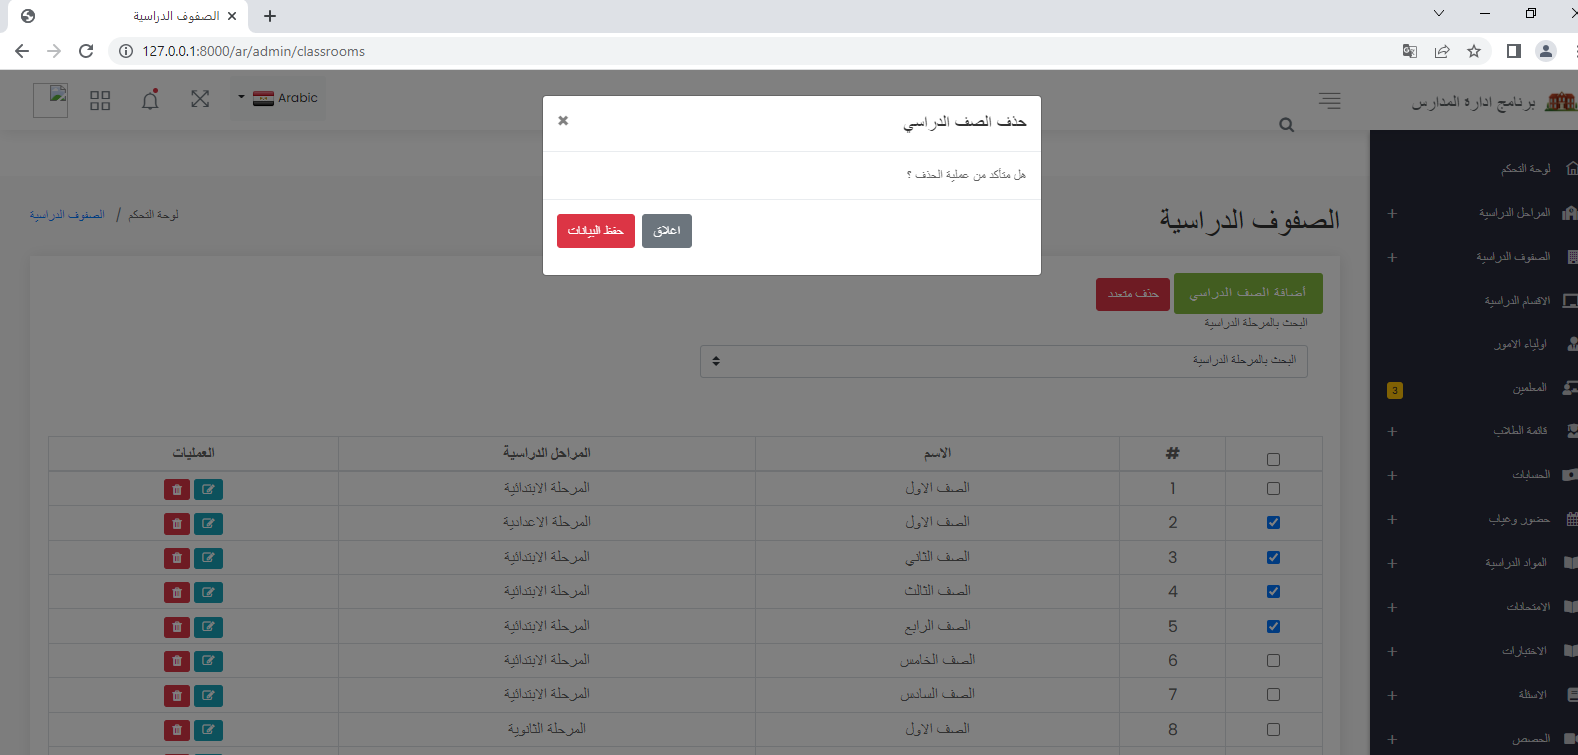 الصفوف الدراسية
127.0.0.1:8000/ar/admin/classrooms
برنامج ادارة المدارس
Arabic
حذف الصف الدراسي
هل متأكد من عملية الحذف ؟
اغلاق
حفظ البيانات
لوحة التحكم
المراحل الدراسية
الصفوف الدراسية
الاقسام الدراسية
اولياء الامور
المعلمين
3
قائمة الطلاب
الحسابات
حضور وغياب
المواد الدراسية
الامتحانات
الاختبارات
الاسئلة
الحصص
الصفوف الدراسية
لوحة التحكم / الصفوف الدراسية
أضافة الصف الدراسي
حذف متعدد
البحث بالمرحلة الدراسية
البحث بالمرحلة الدراسية
# الاسم المراحل الدراسية العمليات
1 الصف الاول المرحلة الابتدائية
2 الصف الاول المرحلة الاعدادية
3 الصف الثاني المرحلة الابتدائية
4 الصف الثالث المرحلة الابتدائية
5 الصف الرابع المرحلة الابتدائية
6 الصف الخامس المرحلة الابتدائية
7 الصف السادس المرحلة الابتدائية
8 الصف الاول المرحلة الثانوية